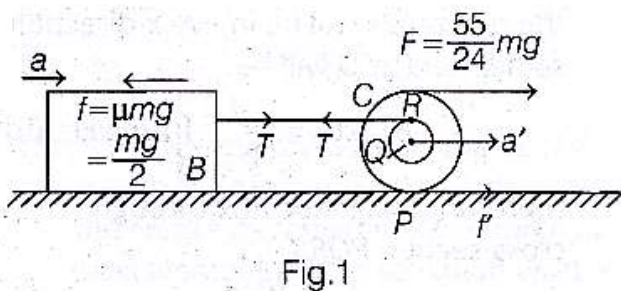 F = 55/24 mg
a
C
R
f = μmg
= mg/2
B
T
T
Q
a'
P
f'
Fig.1